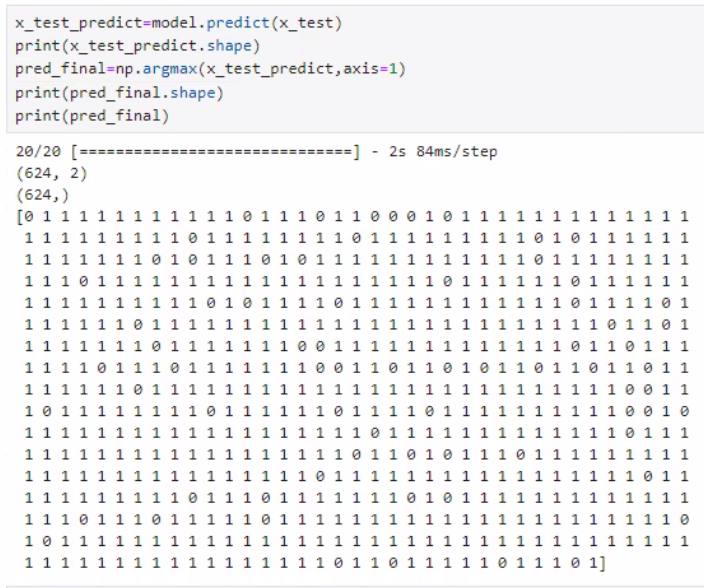 x_test_predict=model.predict(x_test)
print(x_test_predict.shape)
pred_final=np.argmax(x_test_predict,axis=1)
print(pred_final.shape)
print(pred_final)
20/20 [==============================] - 2s 84ms/step
(624, 2)
(624,)
[0 1 1 1 1 1 1 1 1 1 1 1 0 1 1 1 0 1 1 0 0 0 1 0 1 1 1 1 1 1 1 1 1 1 1 1 1
1 1 1 1 1 1 1 1 1 0 1 1 1 1 1 1 1 1 0 1 1 1 1 1 1 1 1 1 0 1 0 1 1 1 1 1 1
1 1 1 1 1 1 1 0 1 0 1 1 1 0 1 0 1 1 1 1 1 1 1 1 1 1 1 1 0 1 1 1 1 1 1 1 1
1 1 1 0 1 1 1 1 1 1 1 1 1 1 1 1 1 1 1 1 1 1 1 0 1 1 1 1 1 1 0 1 1 1 1 1 1
1 1 1 1 1 1 1 1 1 1 0 1 0 1 1 1 1 0 1 1 1 1 1 1 1 1 1 1 1 1 0 1 1 1 1 0 1
1 1 1 1 1 1 0 1 1 1 1 1 1 1 1 1 1 1 1 1 1 1 1 1 1 1 1 1 1 1 1 1 0 1 1 0 1
1 1 1 1 1 1 1 0 1 1 1 1 1 1 1 0 0 1 1 1 1 1 1 1 1 1 1 1 1 1 0 1 1 0 1 1 1
1 1 1 1 0 1 1 1 0 1 1 1 1 1 1 1 0 0 1 1 0 1 1 0 1 0 1 1 0 1 1 0 1 1 0 1 1
1 1 1 1 1 1 0 1 1 1 1 1 1 1 1 1 1 1 1 1 1 1 1 1 1 1 1 1 1 1 1 1 1 0 0 1 1
1 0 1 1 1 1 1 1 1 1 0 1 1 1 1 1 1 0 1 1 1 1 0 1 1 1 1 1 1 1 1 1 1 0 0 1 0
1 1 1 1 1 1 1 1 1 1 1 1 1 1 1 1 1 1 1 0 1 1 1 1 1 1 1 1 1 1 1 1 1 0 1 1 1
1 1 1 1 1 1 1 1 1 1 1 1 1 1 1 1 1 1 0 1 1 0 1 0 1 1 1 0 1 1 1 1 1 1 1 1 1
1 1 1 1 1 1 1 1 1 1 1 1 1 1 1 1 0 1 1 1 1 1 1 1 1 1 1 1 1 1 1 1 1 1 0 1 1
1 1 1 1 1 1 1 1 1 0 1 1 1 0 1 1 1 1 1 1 1 0 1 0 1 1 1 1 1 1 1 1 1 1 1 1 1
1 1 1 0 1 1 1 0 1 1 1 1 1 0 1 1 1 1 1 1 1 1 1 1 1 1 1 1 1 1 1 1 1 1 1 1 0
1 0 1 1 1 1 1 1 1 1 1 1 1 1 1 1 1 1 1 1 1 1 1 1 1 1 1 1 1 1 1 1 1 1 1 1 1
1 1 1 1 1 1 1 1 1 1 1 1 1 1 1 1 1 0 1 1 0 1 1 1 1 1 0 1 1 1 0 1]